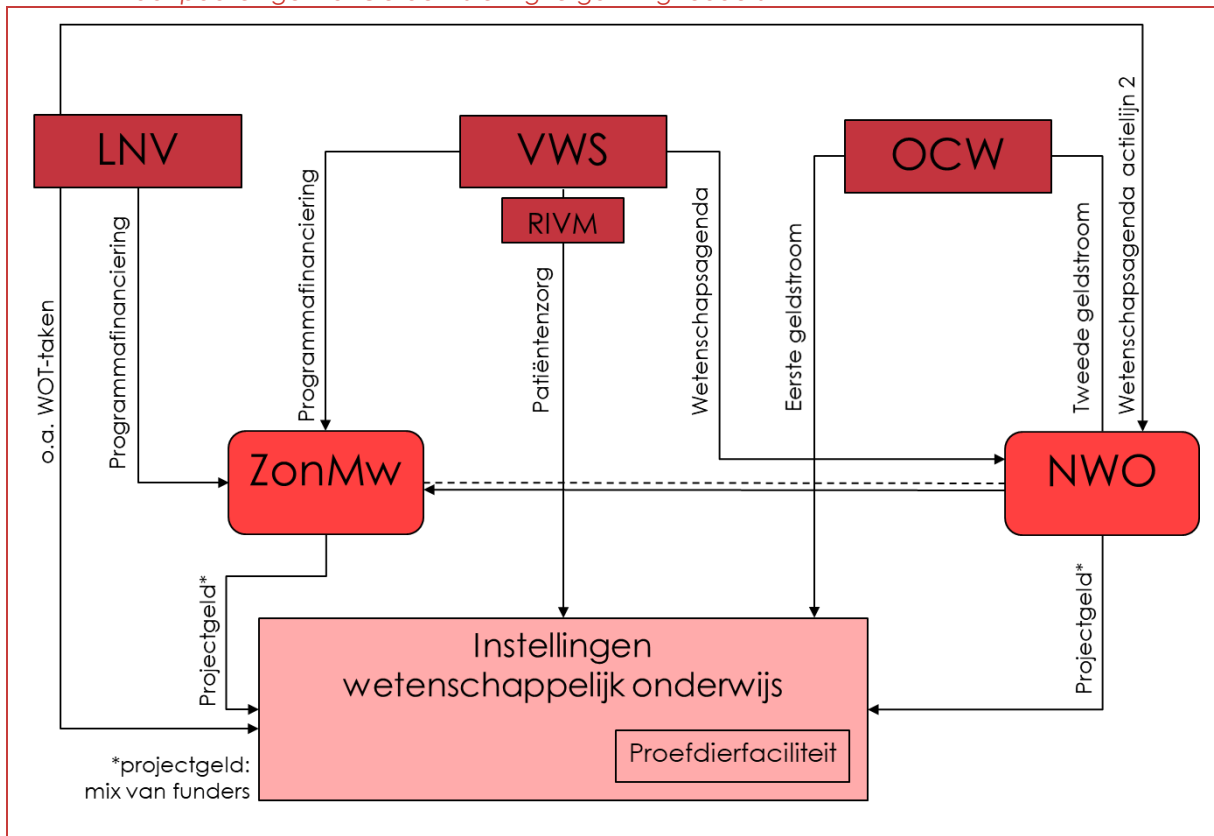 LNV
VWS
OCW
RIVM
o.a. WOT-taken
Programmafinanciering
Programmafinanciering
Patiëntenzorg
Wetenschapsagenda
Eerste geldstroom
Tweede geldstroom
Wetenschapsagenda actielijn 2
ZonMw
NWO
Projectgeld*
Projectgeld*
Instellingen
wetenschappelijk onderwijs
Proefdierfaciliteit
*projectgeld:
mix van funders